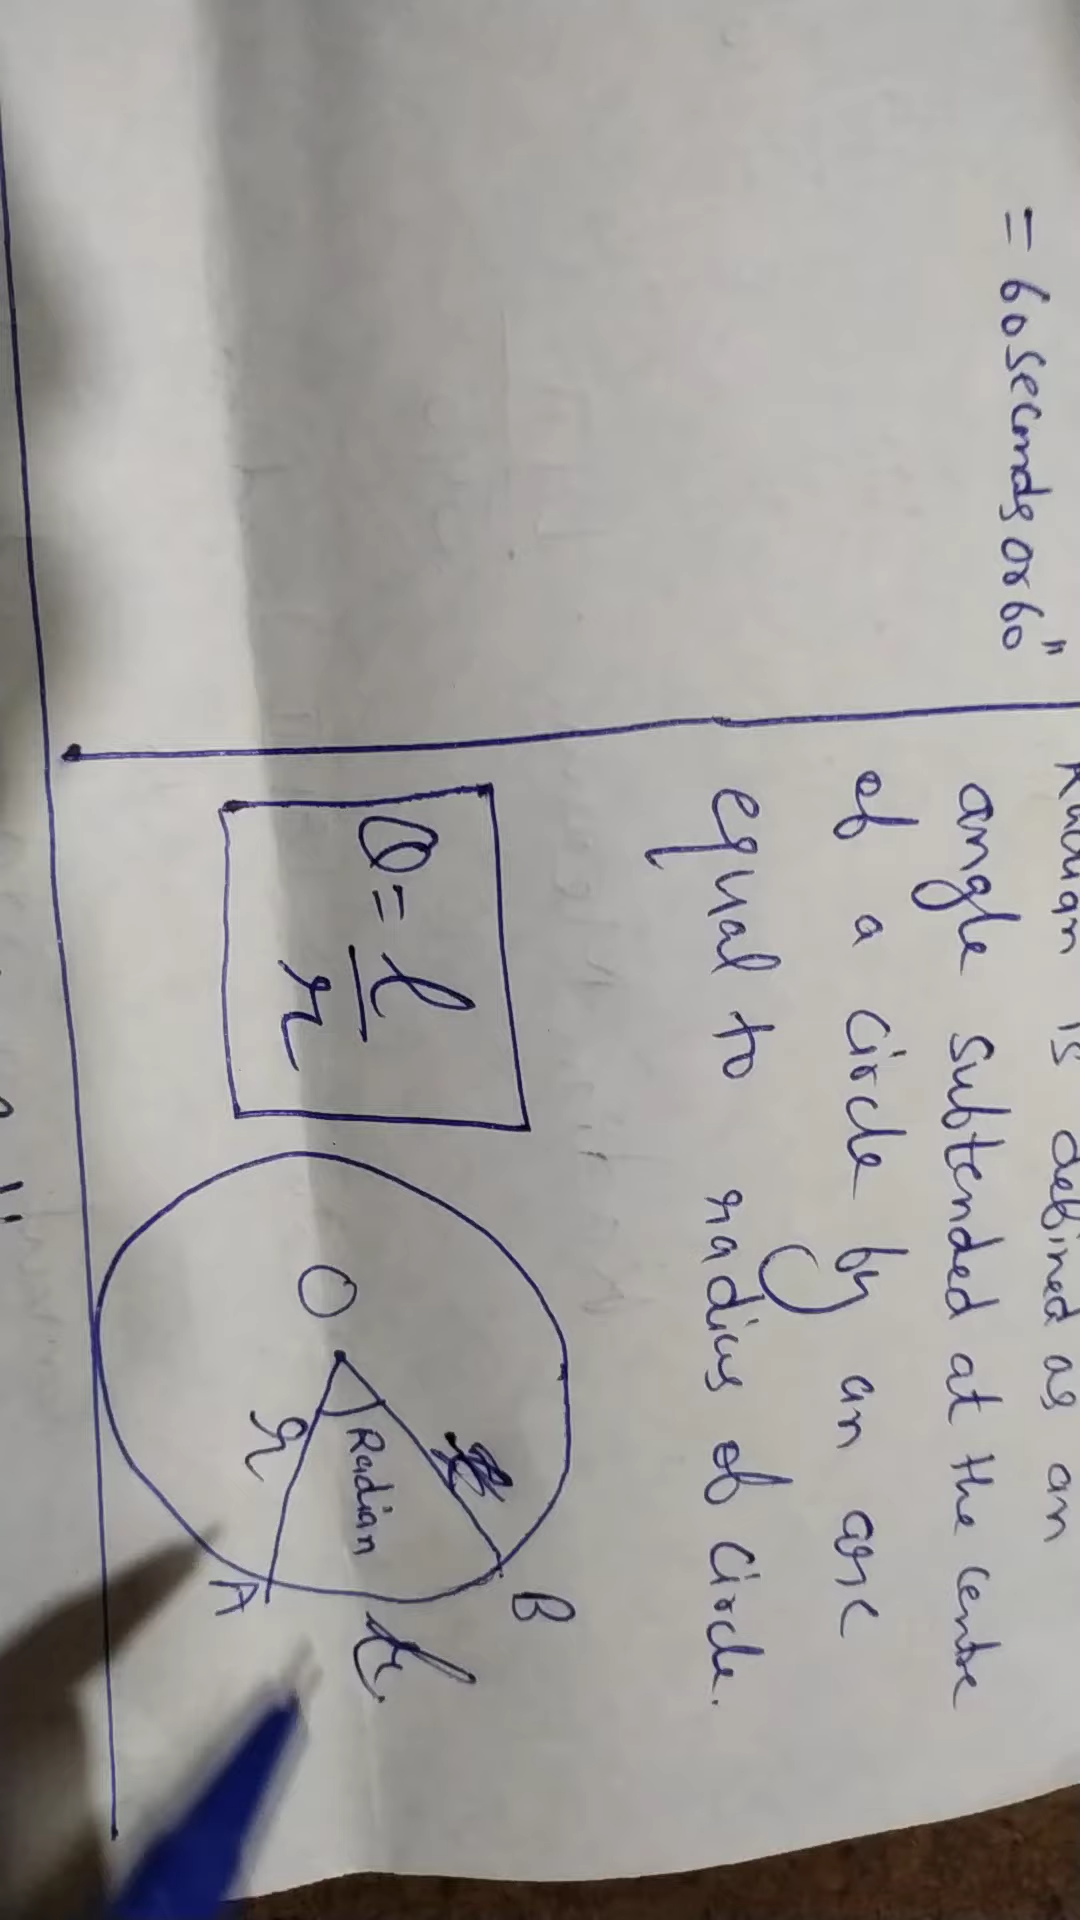 = 60 seconds or 60"
Radian is defined as an
angle subtended at the centre
of a circle by an arc
equal to radius of circle.
θ = l
r
O
r
Radian
A
B
l